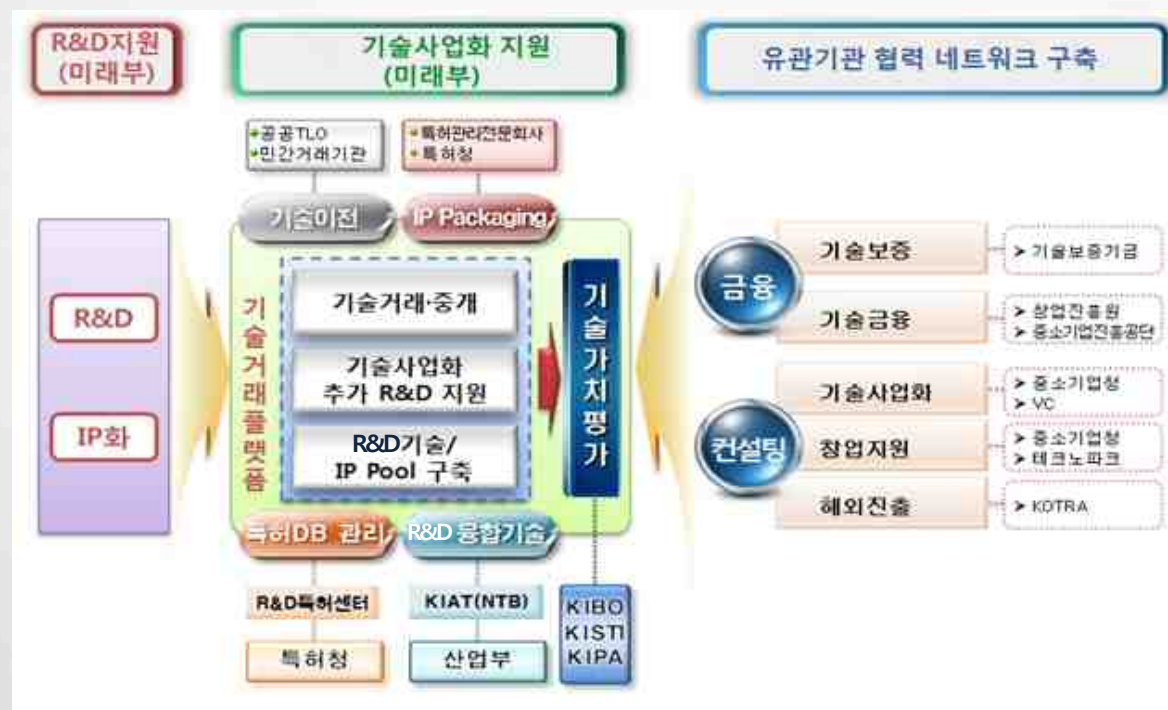 R&D지원
(미래부)
기술사업화 지원
(미래부)
유관기관 협력 네트워크 구축
공공TLO
민간거래기관
특허관리전문회사
특허청
기술이전
IP Packaging
R&D
IP화
기술거래플랫폼
기술거래·중개
기술사업화
추가 R&D 지원
R&D기술/
IP Pool 구축
기술가치평가
특허DB 관리
R&D 융합기술
R&D특허센터
특허청
KIAT(NTB)
산업부
KIBO
KISTI
KIPA
금융
기술보증
➤ 기술보증기금
기술금융
➤ 창업진흥원
➤ 중소기업진흥공단
컨설팅
기술사업화
➤ 중소기업청
➤ VC
창업지원
➤ 중소기업청
➤ 테크노파크
해외진출
➤ KOTRA